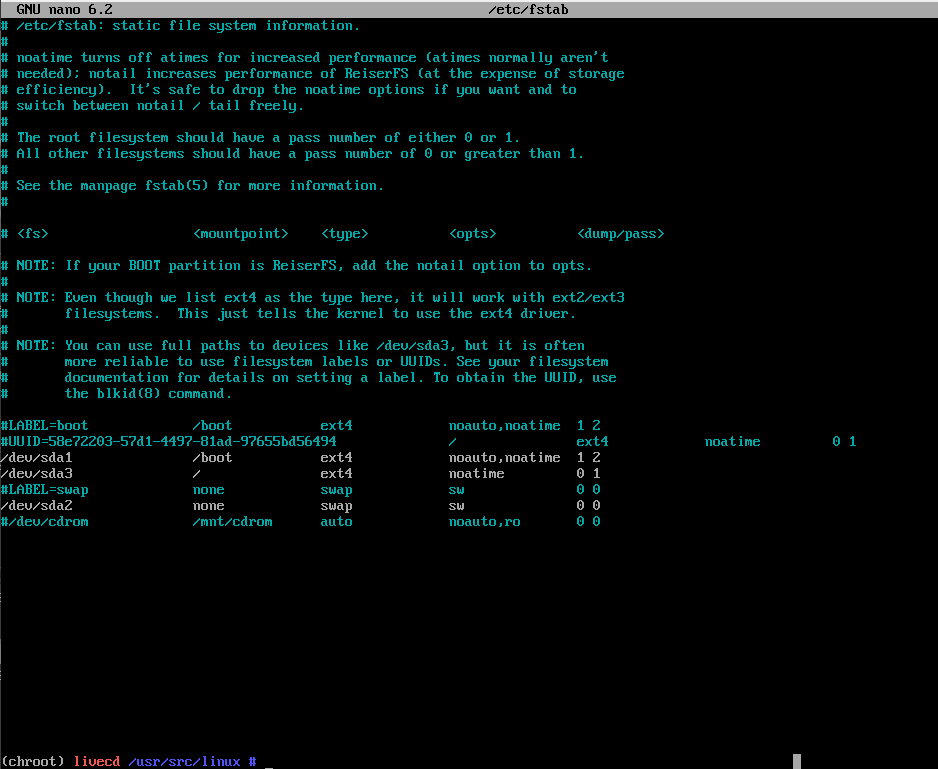 GNU nano 6.2 /etc/fstab
# /etc/fstab: static file system information.
#
# noatime turns off atimes for increased performance (atimes normally aren't
# needed); notail increases performance of ReiserFS (at the expense of storage
# efficiency).  It's safe to drop the noatime options if you want and to
# switch between notail / tail freely.
#
# The root filesystem should have a pass number of either 0 or 1.
# All other filesystems should have a pass number of 0 or greater than 1.
#
# See the manpage fstab(5) for more information.
#
# <fs> <mountpoint> <type> <opts> <dump/pass>
# NOTE: If your BOOT partition is ReiserFS, add the notail option to opts.
#
# NOTE: Even though we list ext4 as the type here, it will work with ext2/ext3
#       filesystems.  This just tells the kernel to use the ext4 driver.
#
# NOTE: You can use full paths to devices like /dev/sda3, but it is often
#       more reliable to use filesystem labels or UUIDs. See your filesystem
#       documentation for details on setting a label. To obtain the UUID, use
#       the blkid(8) command.
#LABEL=boot /boot ext4 noauto,noatime 1 2
#UUID=58e72203-57d1-4497-81ad-97655bd56494 / ext4 noatime 0 1
/dev/sda1 /boot ext4 noauto,noatime 1 2
/dev/sda3 / ext4 noatime 0 1
#LABEL=swap none swap sw 0 0
/dev/sda2 none swap sw 0 0
#/dev/cdrom /mnt/cdrom auto noauto,ro 0 0
(chroot) livecd /usr/src/linux # _